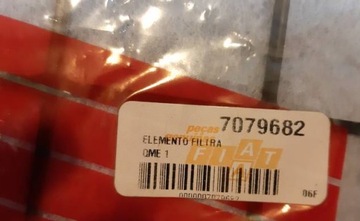 7079682
peças
ELEMENTO FILTRA
FIAT
QME 1
06F